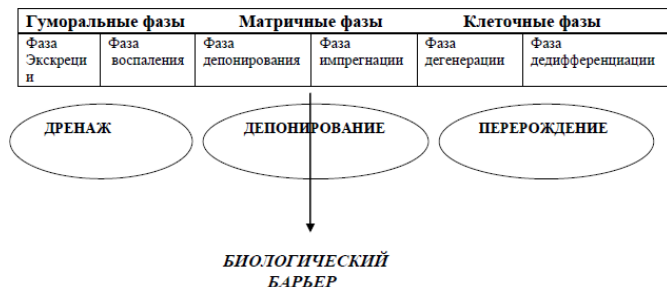 Гуморальные фазы Матричные фазы Клеточные фазы
Фаза Экскреци и
Фаза воспаления
Фаза депонирования
Фаза импрегнации
Фаза дегенерации
Фаза дедифференциации
ДРЕНАЖ ДЕПОНИРОВАНИЕ ПЕРЕРОЖДЕНИЕ
БИОЛОГИЧЕСКИЙ
БАРЬЕР